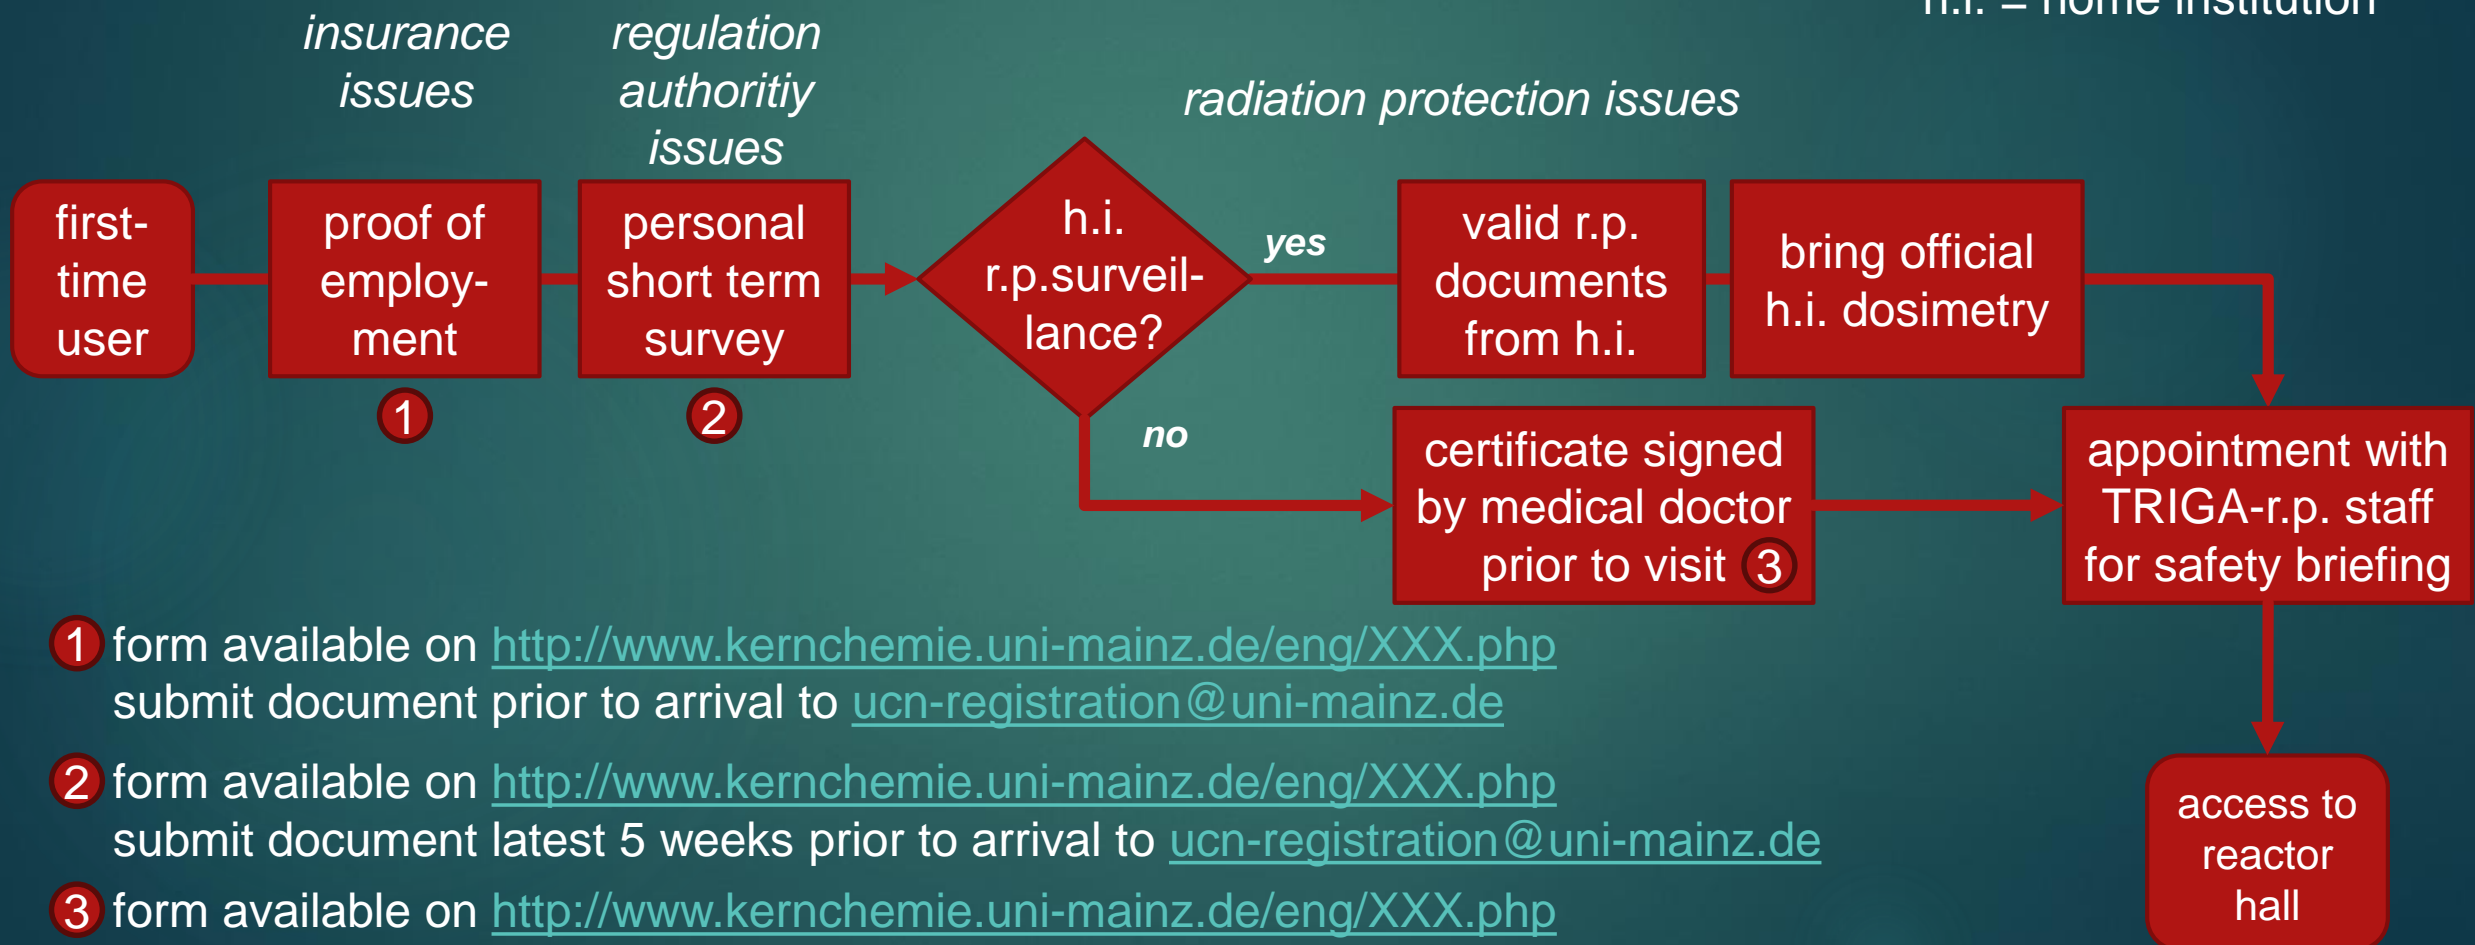 h.i. = home institution
insurance
issues
regulation
authoritiy
issues
radiation protection issues
first-
time
user
proof of
employ-
ment
1
personal
short term
survey
2
h.i.
r.p.surveil-
lance?
yes
valid r.p.
documents
from h.i.
bring official
h.i. dosimetry
no
certificate signed
by medical doctor
prior to visit 3
appointment with
TRIGA-r.p. staff
for safety briefing
access to
reactor
hall
1 form available on http://www.kernchemie.uni-mainz.de/eng/XXX.php
submit document prior to arrival to ucn-registration@uni-mainz.de
2 form available on http://www.kernchemie.uni-mainz.de/eng/XXX.php
submit document latest 5 weeks prior to arrival to ucn-registration@uni-mainz.de
3 form available on http://www.kernchemie.uni-mainz.de/eng/XXX.php